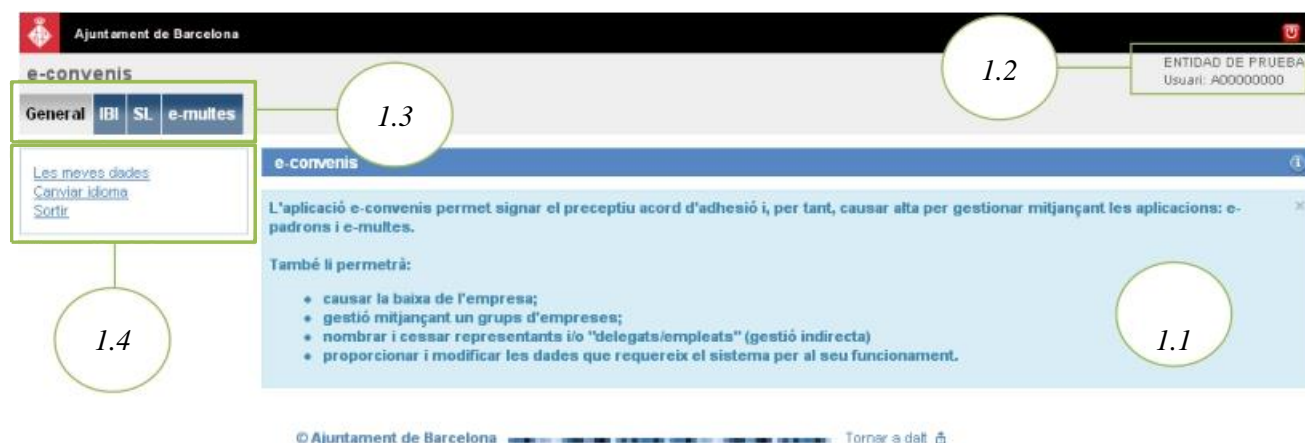 Ajuntament de Barcelona
e-convenis
1.2
ENTIDAD DE PRUEBA
Usuari: A00000000
General IBI SL e-multes
1.3
Les meves dades
Canviar idioma
Sortir
e-convenis
L'aplicació e-convenis permet signar el preceptiu acord d'adhesió i, per tant, causar alta per gestionar mitjançant les aplicacions: e-
padrons i e-multes.
També li permetrà:
• causar la baixa de l'empresa;
• gestió mitjançant un grups d'empreses;
• nombrar i cessar representants i/o "delegats/empleats" (gestió indirecta)
• proporcionar i modificar les dades que requereix el sistema per al seu funcionament.
1.4
1.1
© Ajuntament de Barcelona Tornar a dalt